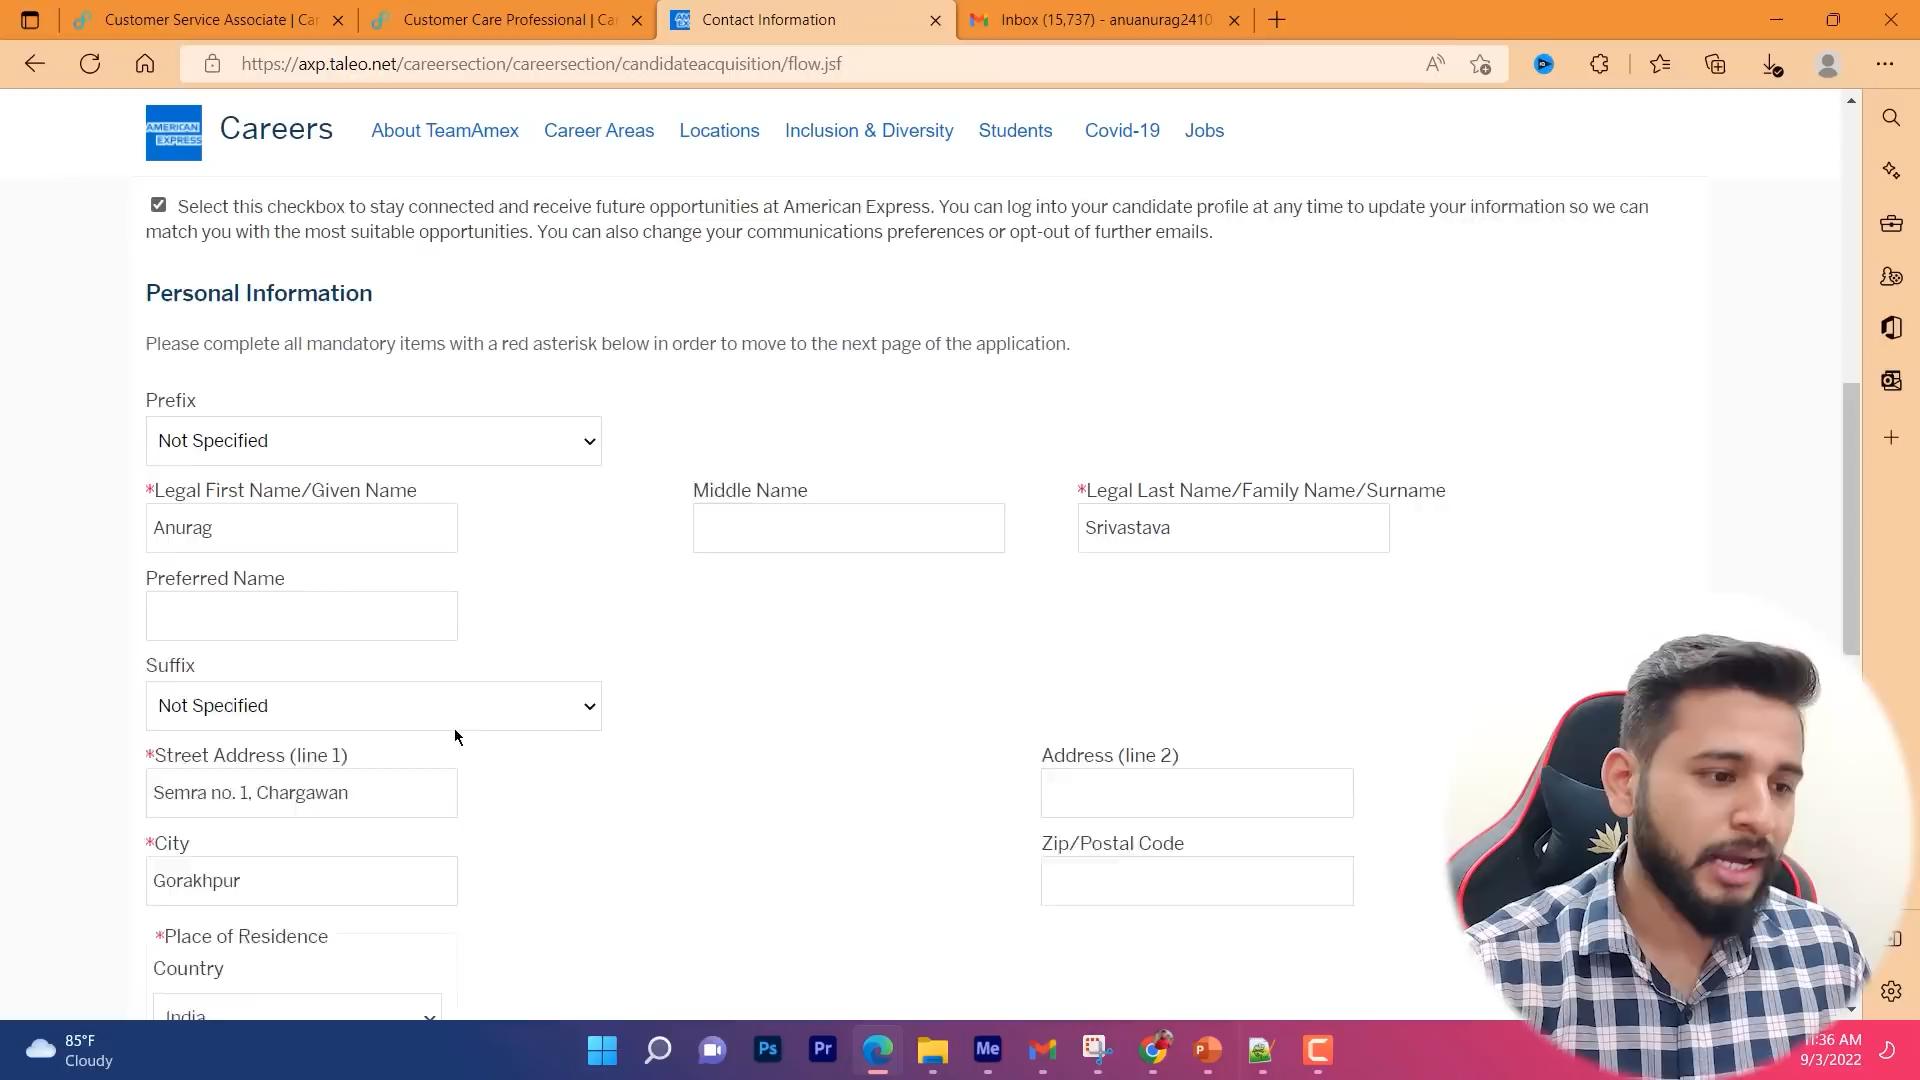 Customer Service Associate | Car
Customer Care Professional | Ca
Contact Information
Inbox (15,737) - anuanurag2410
https://axp.taleo.net/careersection/careersection/candidateacquisition/flow.jsf
AMERICAN EXPRESS
Careers
About TeamAmex
Career Areas
Locations
Inclusion & Diversity
Students
Covid-19
Jobs
Select this checkbox to stay connected and receive future opportunities at American Express. You can log into your candidate profile at any time to update your information so we can
match you with the most suitable opportunities. You can also change your communications preferences or opt-out of further emails.
Personal Information
Please complete all mandatory items with a red asterisk below in order to move to the next page of the application.
Prefix
Not Specified
*Legal First Name/Given Name
Middle Name
*Legal Last Name/Family Name/Surname
Anurag
Srivastava
Preferred Name
Suffix
Not Specified
*Street Address (line 1)
Address (line 2)
Semra no. 1, Chargawan
*City
Zip/Postal Code
Gorakhpur
*Place of Residence
Country
India
85°F
Cloudy
Ps
Pr
Me
11:36 AM
9/3/2022